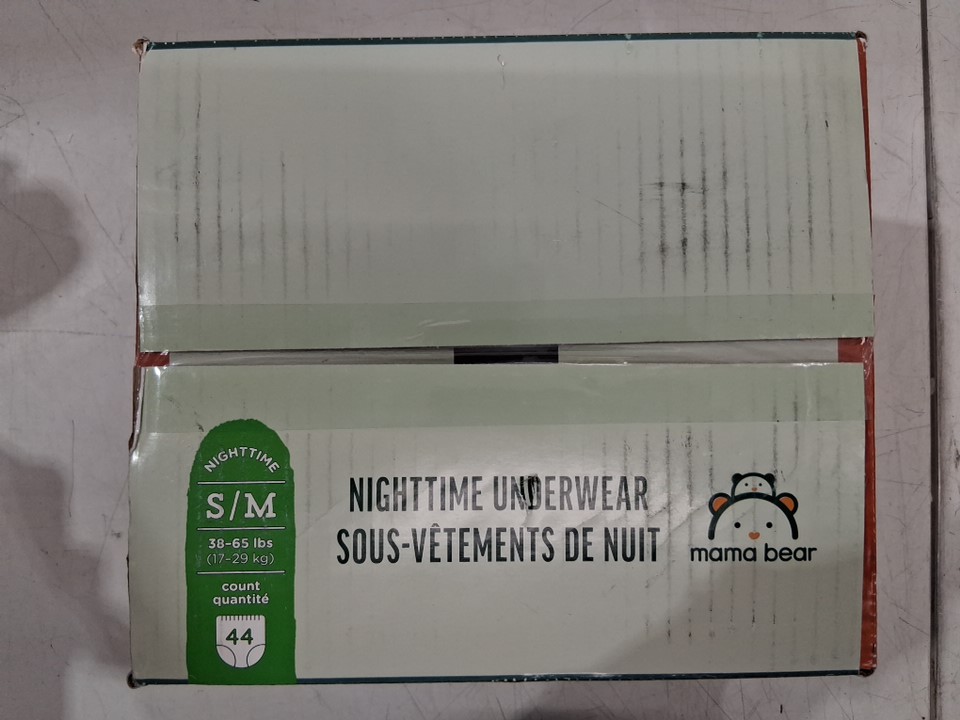 NIGHTTIME
S/M
38-65 lbs
(17-29 kg)
count
quantité
44
NIGHTTIME UNDERWEAR
SOUS-VÊTEMENTS DE NUIT
mama bear